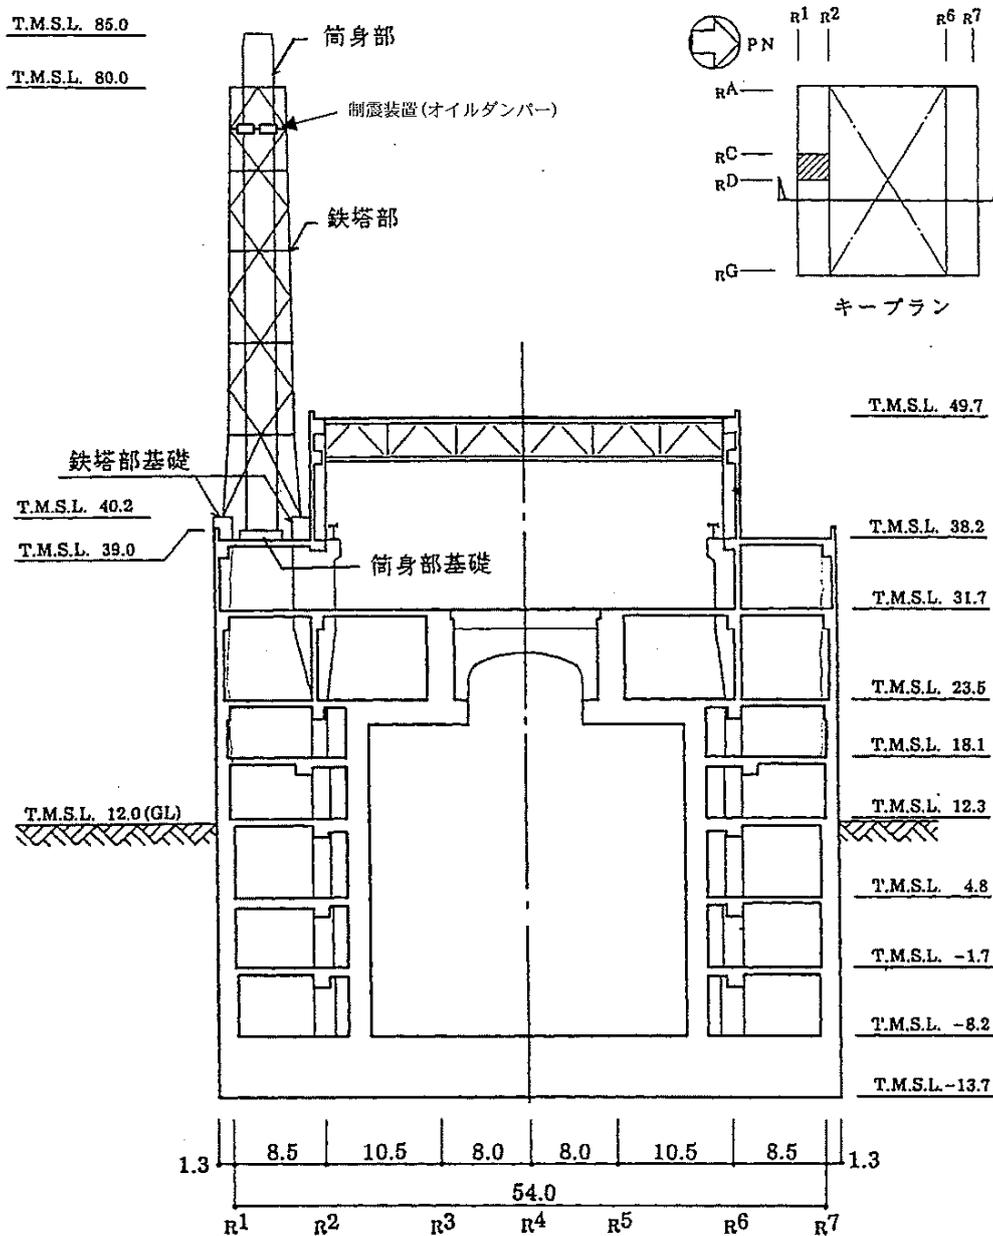 T.M.S.L. 85.0
T.M.S.L. 80.0
筒身部
制震装置(オイルダンパー)
鉄塔部
PN
R1 R2 R6 R7
RA
RC
RD
RG
キープラン
鉄塔部基礎
T.M.S.L. 40.2
T.M.S.L. 39.0
筒身部基礎
T.M.S.L. 49.7
T.M.S.L. 38.2
T.M.S.L. 31.7
T.M.S.L. 23.5
T.M.S.L. 18.1
T.M.S.L. 12.3
T.M.S.L. 12.0(GL)
T.M.S.L. 4.8
T.M.S.L. -1.7
T.M.S.L. -8.2
T.M.S.L.-13.7
1.3 8.5 10.5 8.0 8.0 10.5 8.5 1.3
54.0
R1 R2 R3 R4 R5 R6 R7